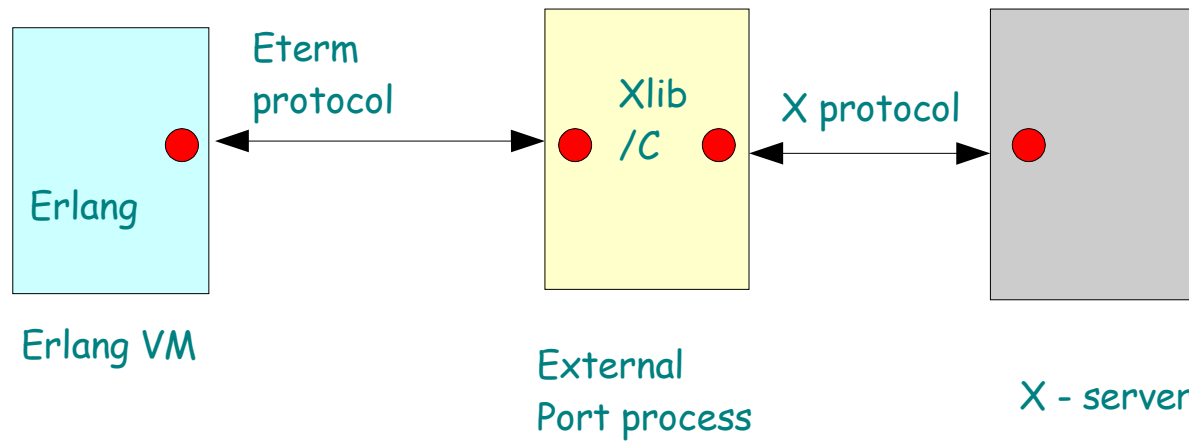 Eterm
protocol
Xlib
/C
X protocol
Erlang
Erlang VM
External
Port process
X - server